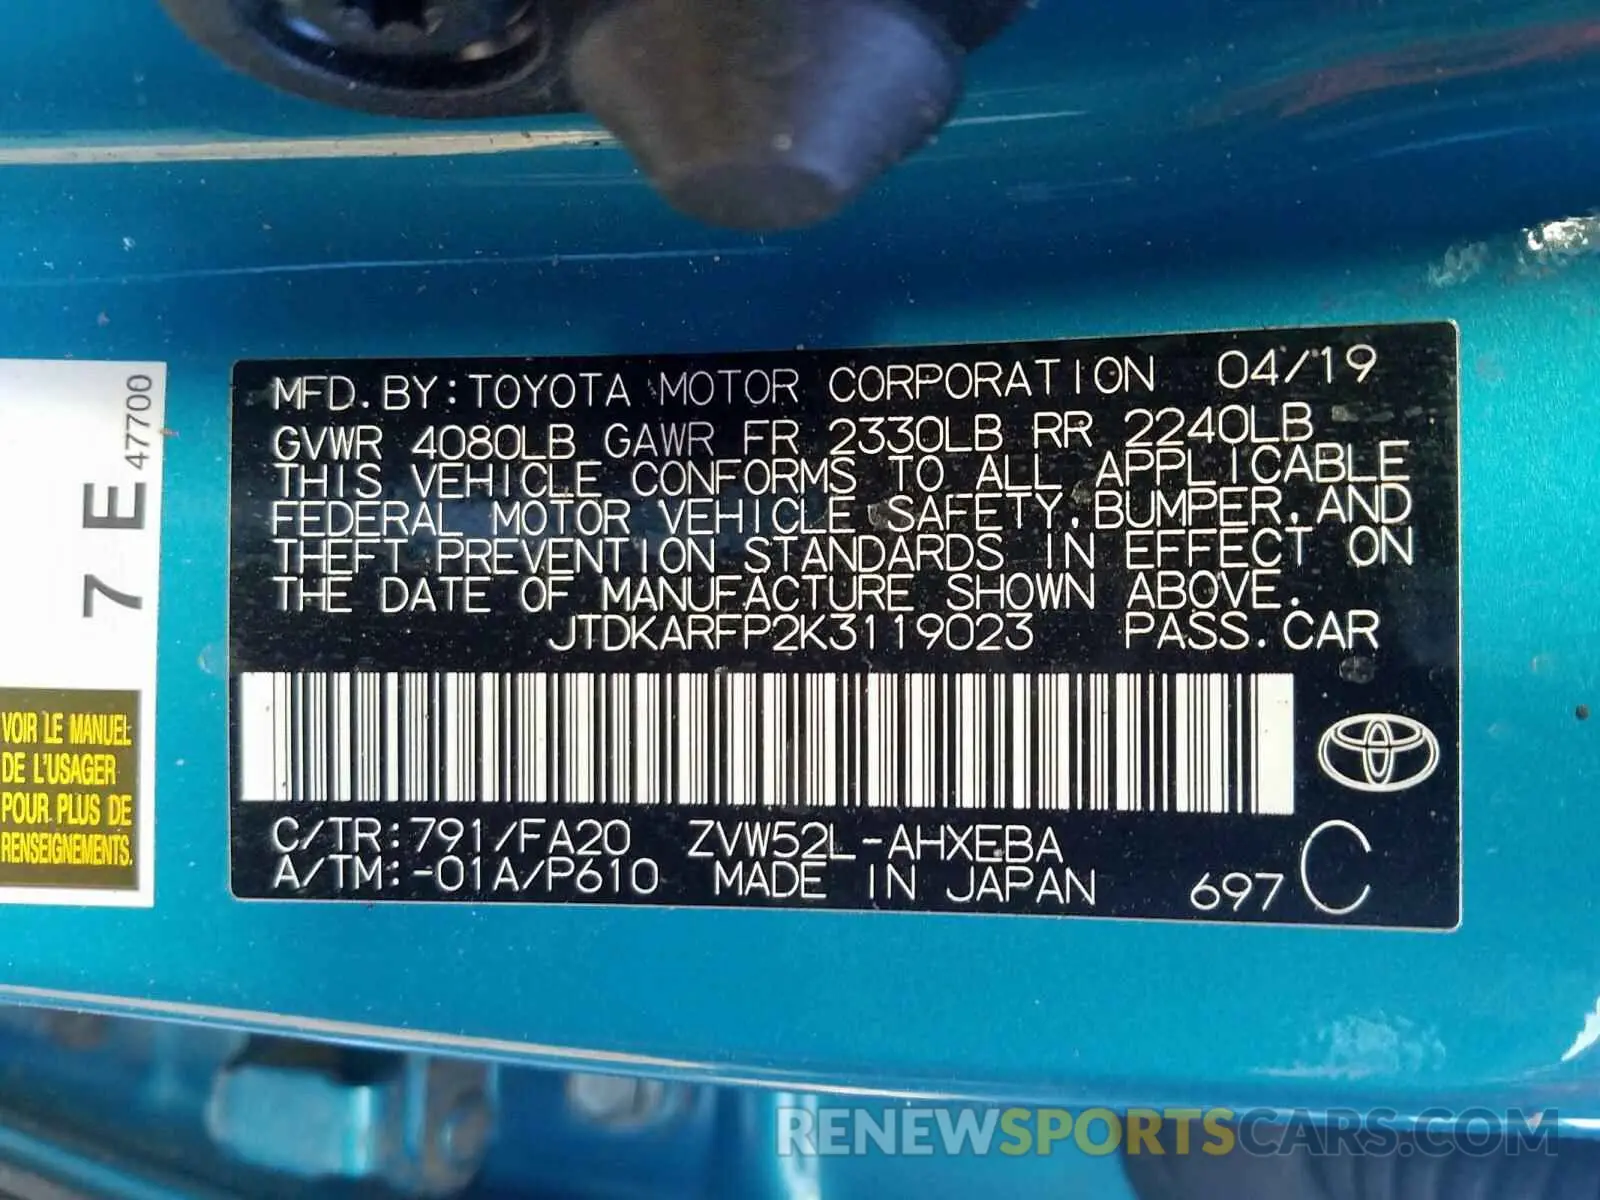 MFD. BY: TOYOTA MOTOR CORPORATION 04/19
GVWR 4080LB GAWR FR 2330LB RR 2240LB
THIS VEHICLE CONFORMS TO ALL APPLICABLE
FEDERAL MOTOR VEHICLE SAFETY, BUMPER, AND
THEFT PREVENTION STANDARDS IN EFFECT ON
THE DATE OF MANUFACTURE SHOWN ABOVE.
JTDKARFP2K3119023 PASS. CAR
C/TR: 791/FA20 ZVW52L-AHXEBA
A/TM: -01A/P610 MADE IN JAPAN 697 C
7 E 47700
VOIR LE MANUEL
DE L'USAGER
POUR PLUS DE
RENSEIGNEMENTS.
RENEWSPORTSCARS.COM